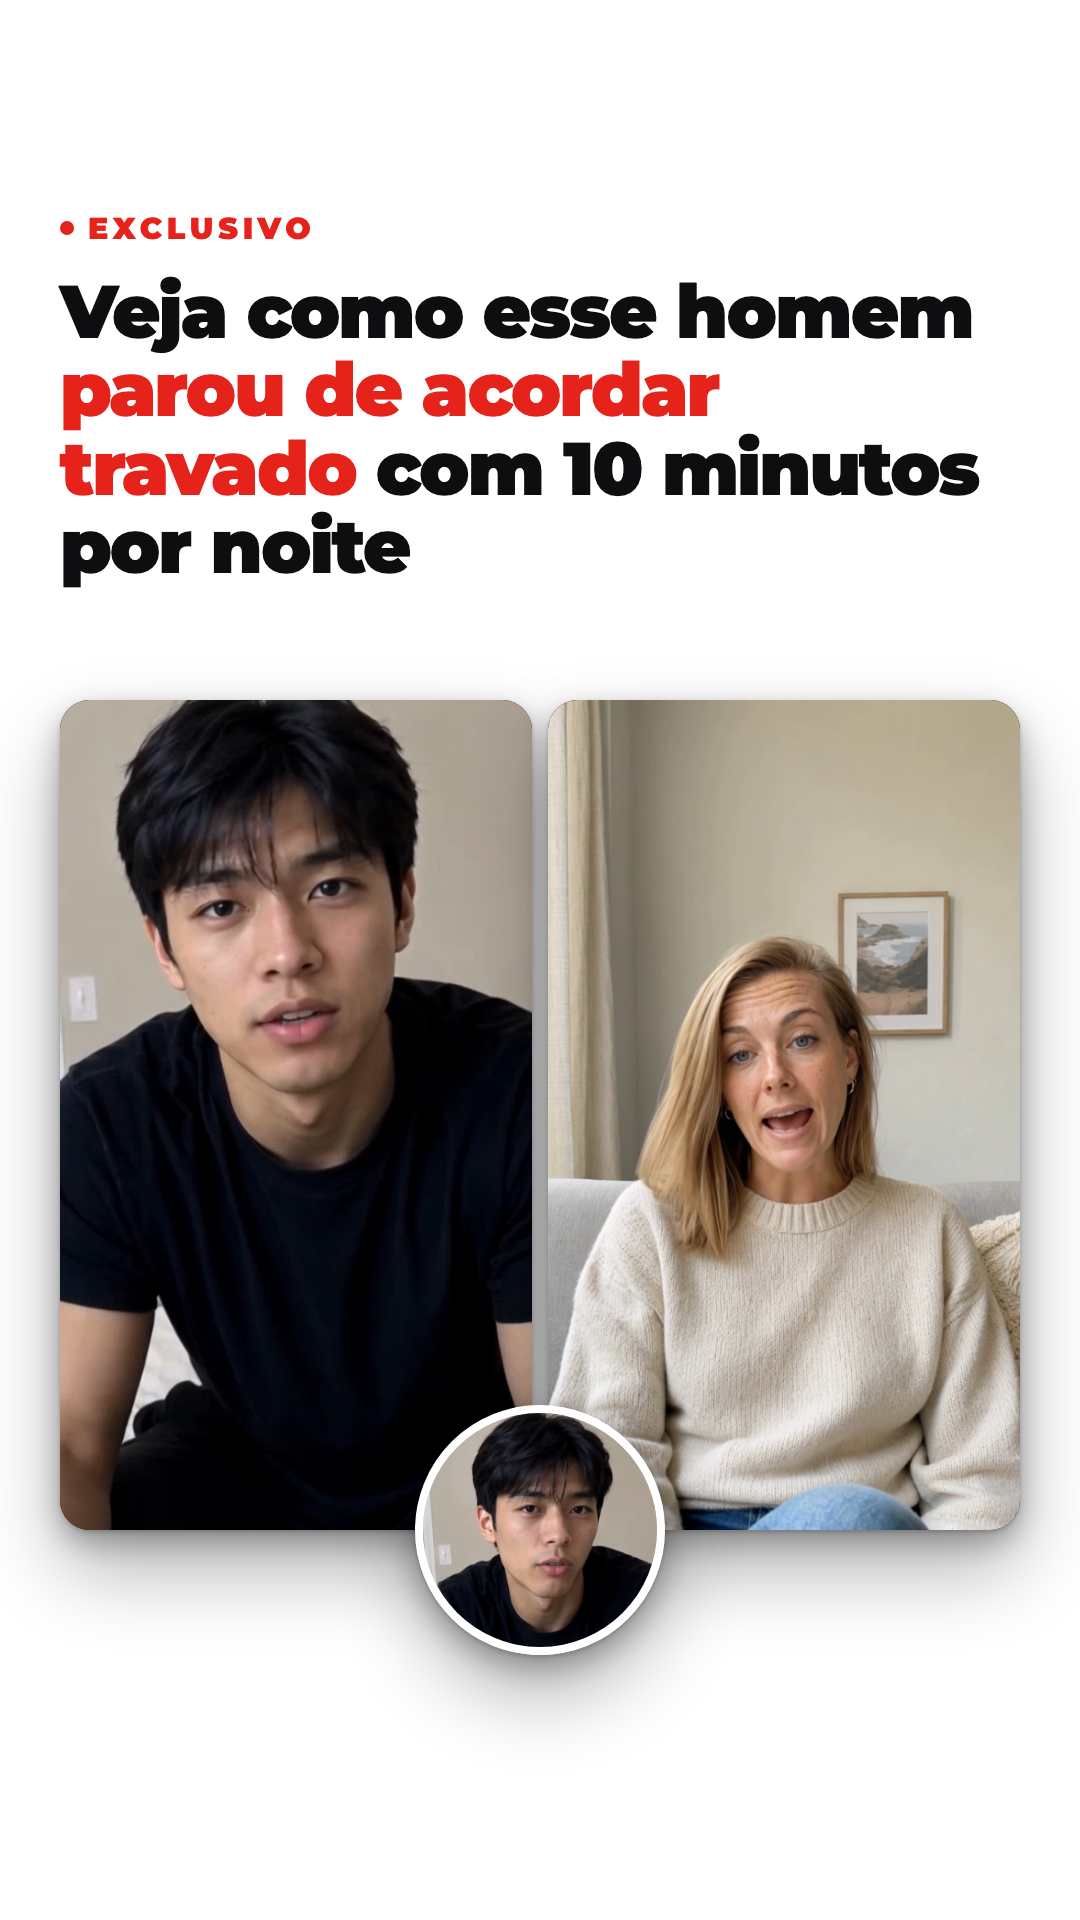 EXCLUSIVO
Veja como esse homem
parou de acordar
travado com 10 minutos
por noite